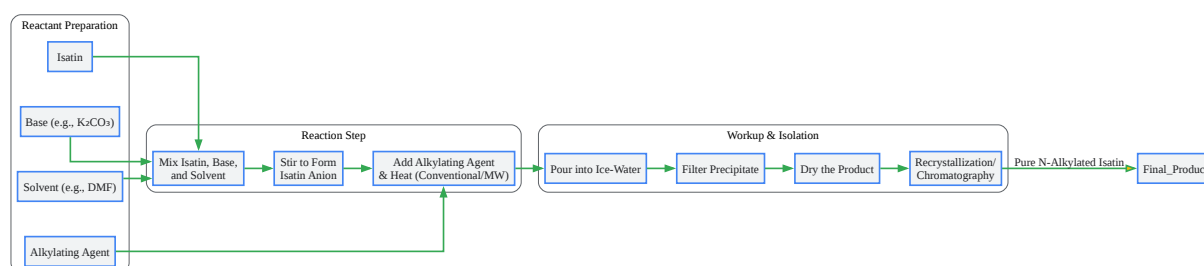 Reactant Preparation
Isatin
Base (e.g., K₂CO₃)
Solvent (e.g., DMF)
Alkylating Agent
Reaction Step
Mix Isatin, Base,
and Solvent
Stir to Form
Isatin Anion
Add Alkylating Agent
& Heat (Conventional/MW)
Workup & Isolation
Pour into Ice-Water
Filter Precipitate
Dry the Product
Recrystallization/
Chromatography
Pure N-Alkylated Isatin
Final_Product